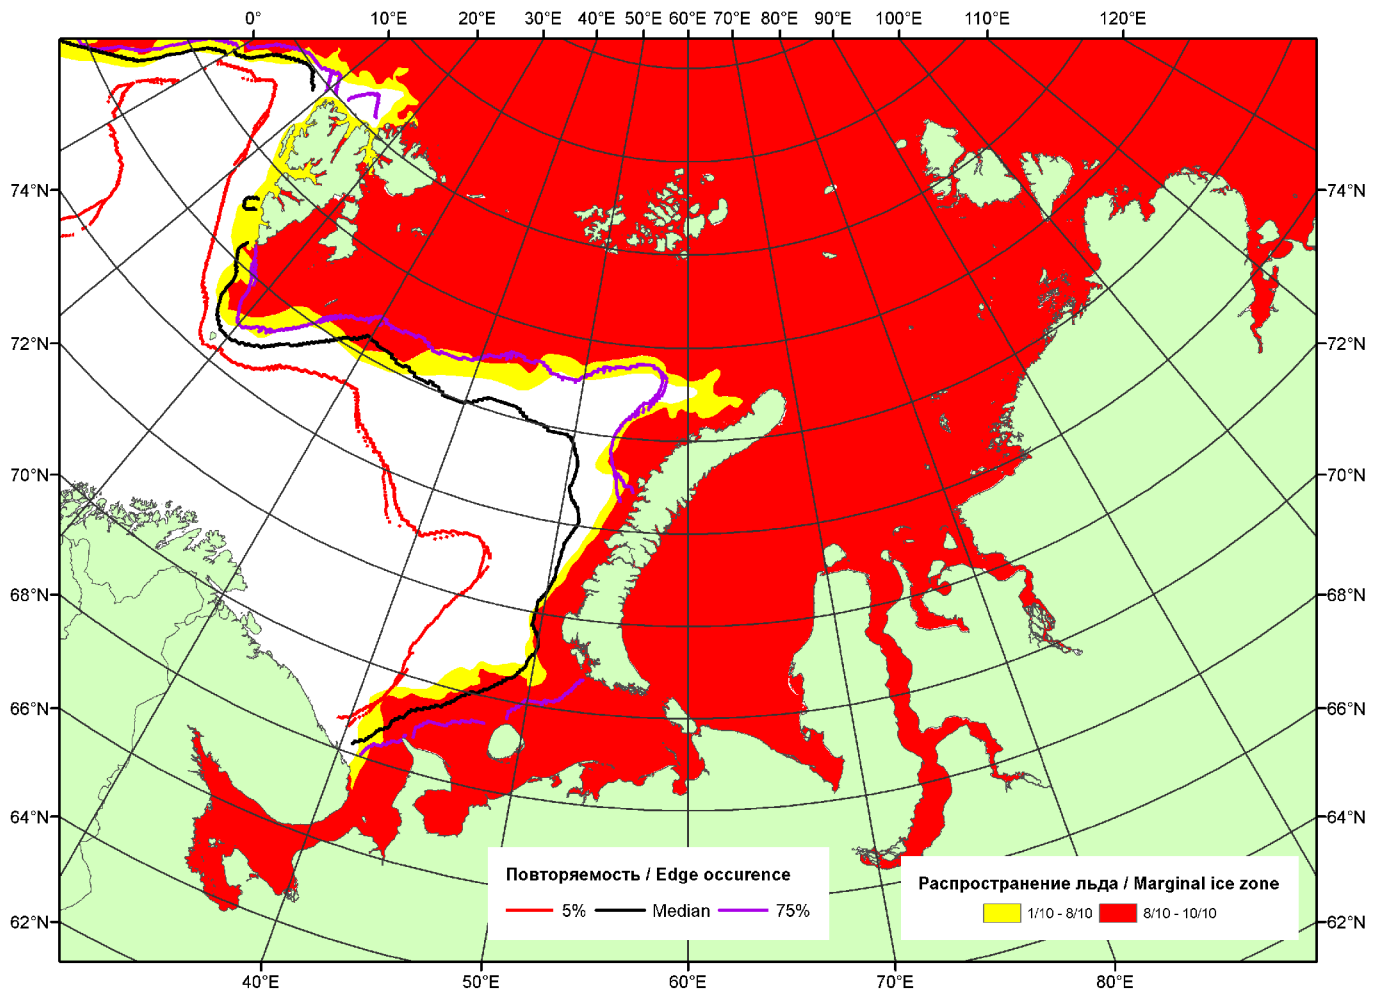 0° 10°E 20°E 30°E 40°E 50°E 60°E 70°E 80°E 90°E 100°E 110°E 120°E
74°N 74°N
72°N 72°N
70°N 70°N
68°N 68°N
66°N 66°N
64°N 64°N
62°N 62°N
Повторяемость / Edge occurence
5% Median 75%
Распространение льда / Marginal ice zone
1/10 - 8/10 8/10 - 10/10
40°E 50°E 60°E 70°E 80°E